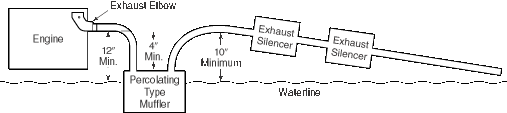 Exhaust Elbow
Engine
12"
Min.
4"
Min.
10"
Minimum
Exhaust
Silencer
Exhaust
Silencer
Percolating
Type
Muffler
Waterline